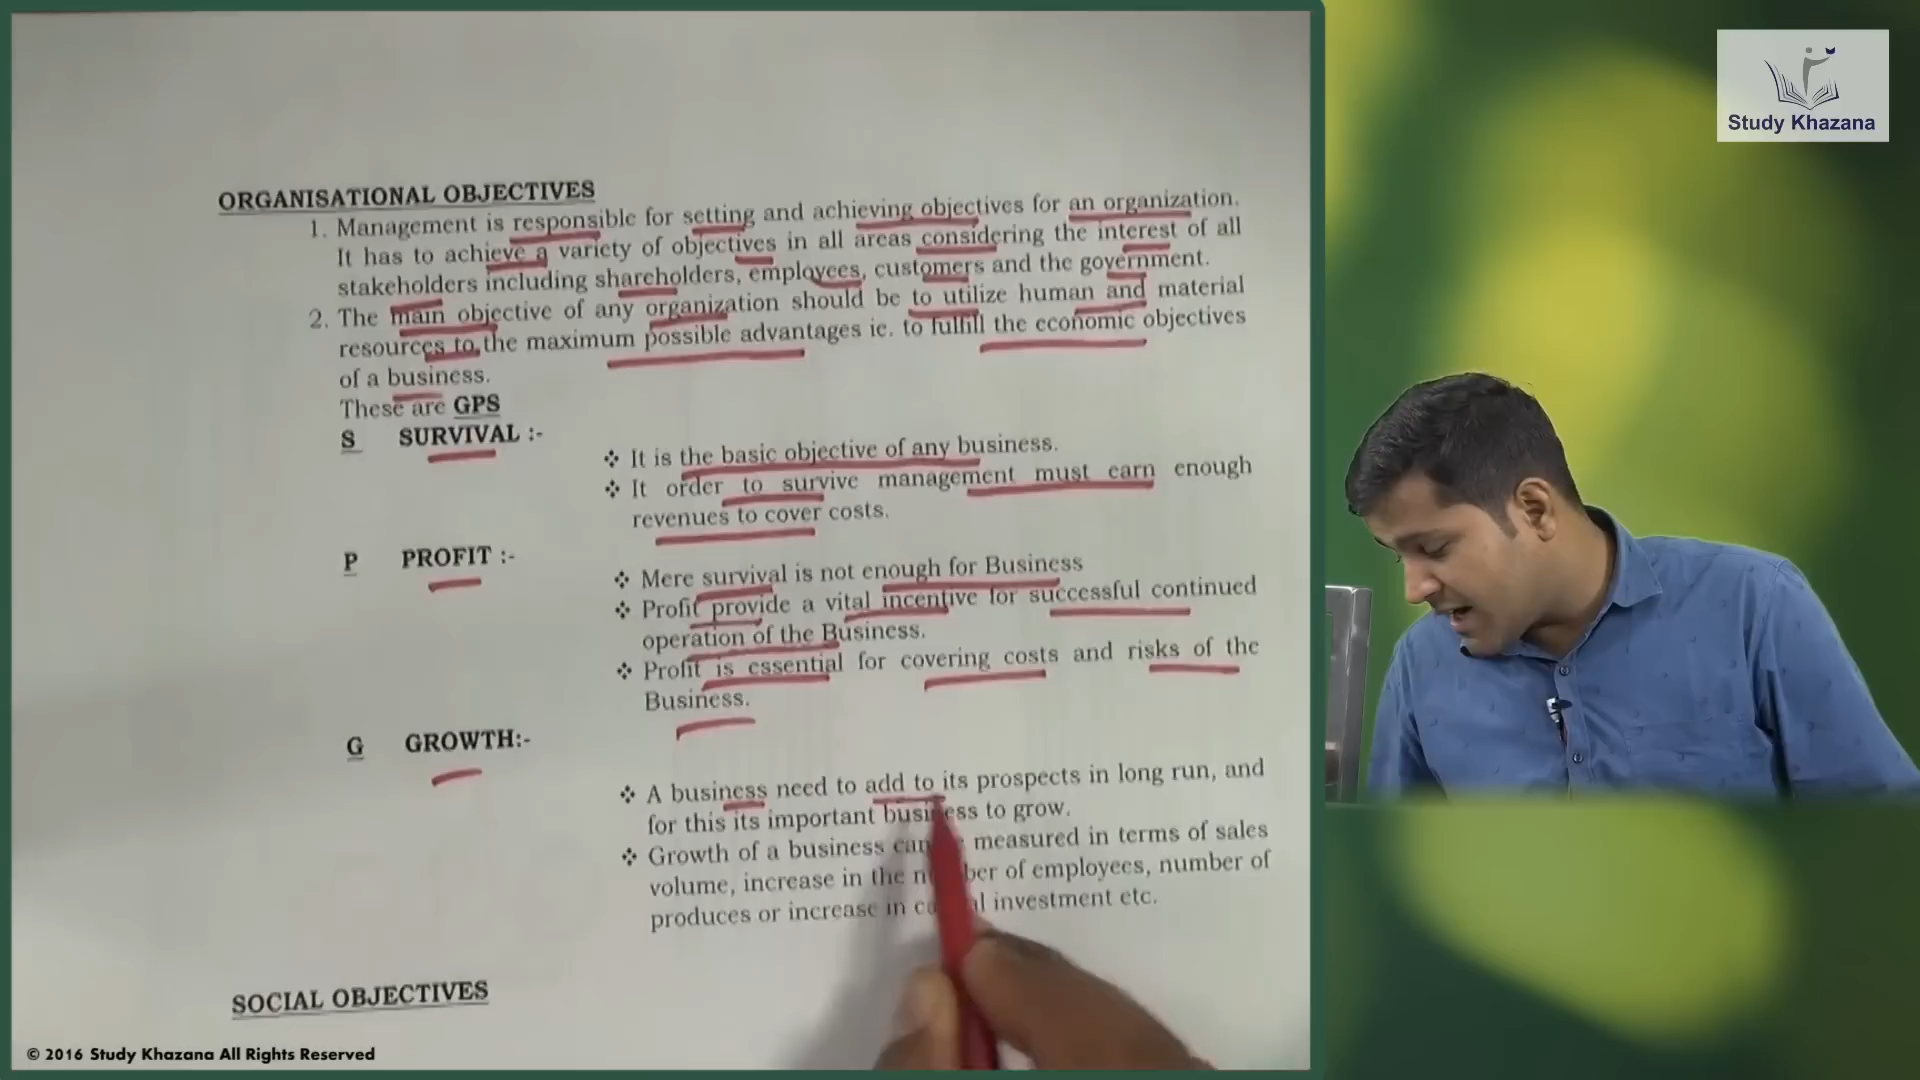 Study Khazana
ORGANISATIONAL OBJECTIVES
1. Management is responsible for setting and achieving objectives for an organization.
It has to achieve a variety of objectives in all areas considering the interest of all
stakeholders including shareholders, employees, customers and the government.
2. The main objective of any organization should be to utilize human and material
resources to the maximum possible advantages ie. to fulfill the economic objectives
of a business.
These are GPS
S SURVIVAL :-
❖ It is the basic objective of any business.
❖ It order to survive management must earn enough
revenues to cover costs.
P PROFIT :-
❖ Mere survival is not enough for Business
❖ Profit provide a vital incentive for successful continued
operation of the Business.
❖ Profit is essential for covering costs and risks of the
Business.
G GROWTH:-
❖ A business need to add to its prospects in long run, and
for this its important business to grow.
❖ Growth of a business can measured in terms of sales
volume, increase in the of employees, number of
produces or increase in investment etc.
SOCIAL OBJECTIVES
© 2016 Study Khazana All Rights Reserved